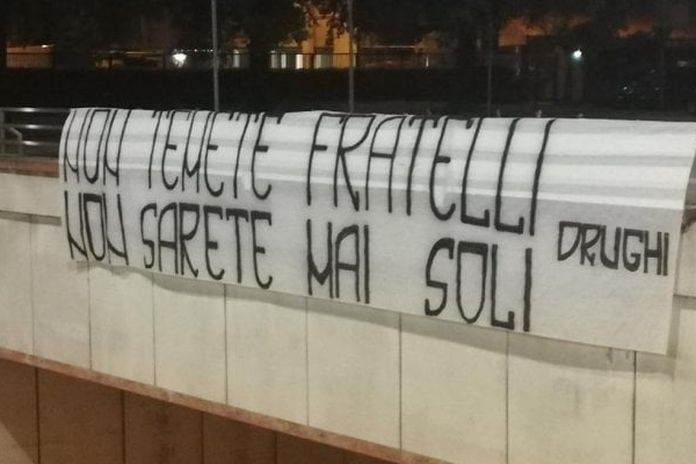 NON TEMETE FRATELLI
NON SARETE MAI SOLI
DRUGHI